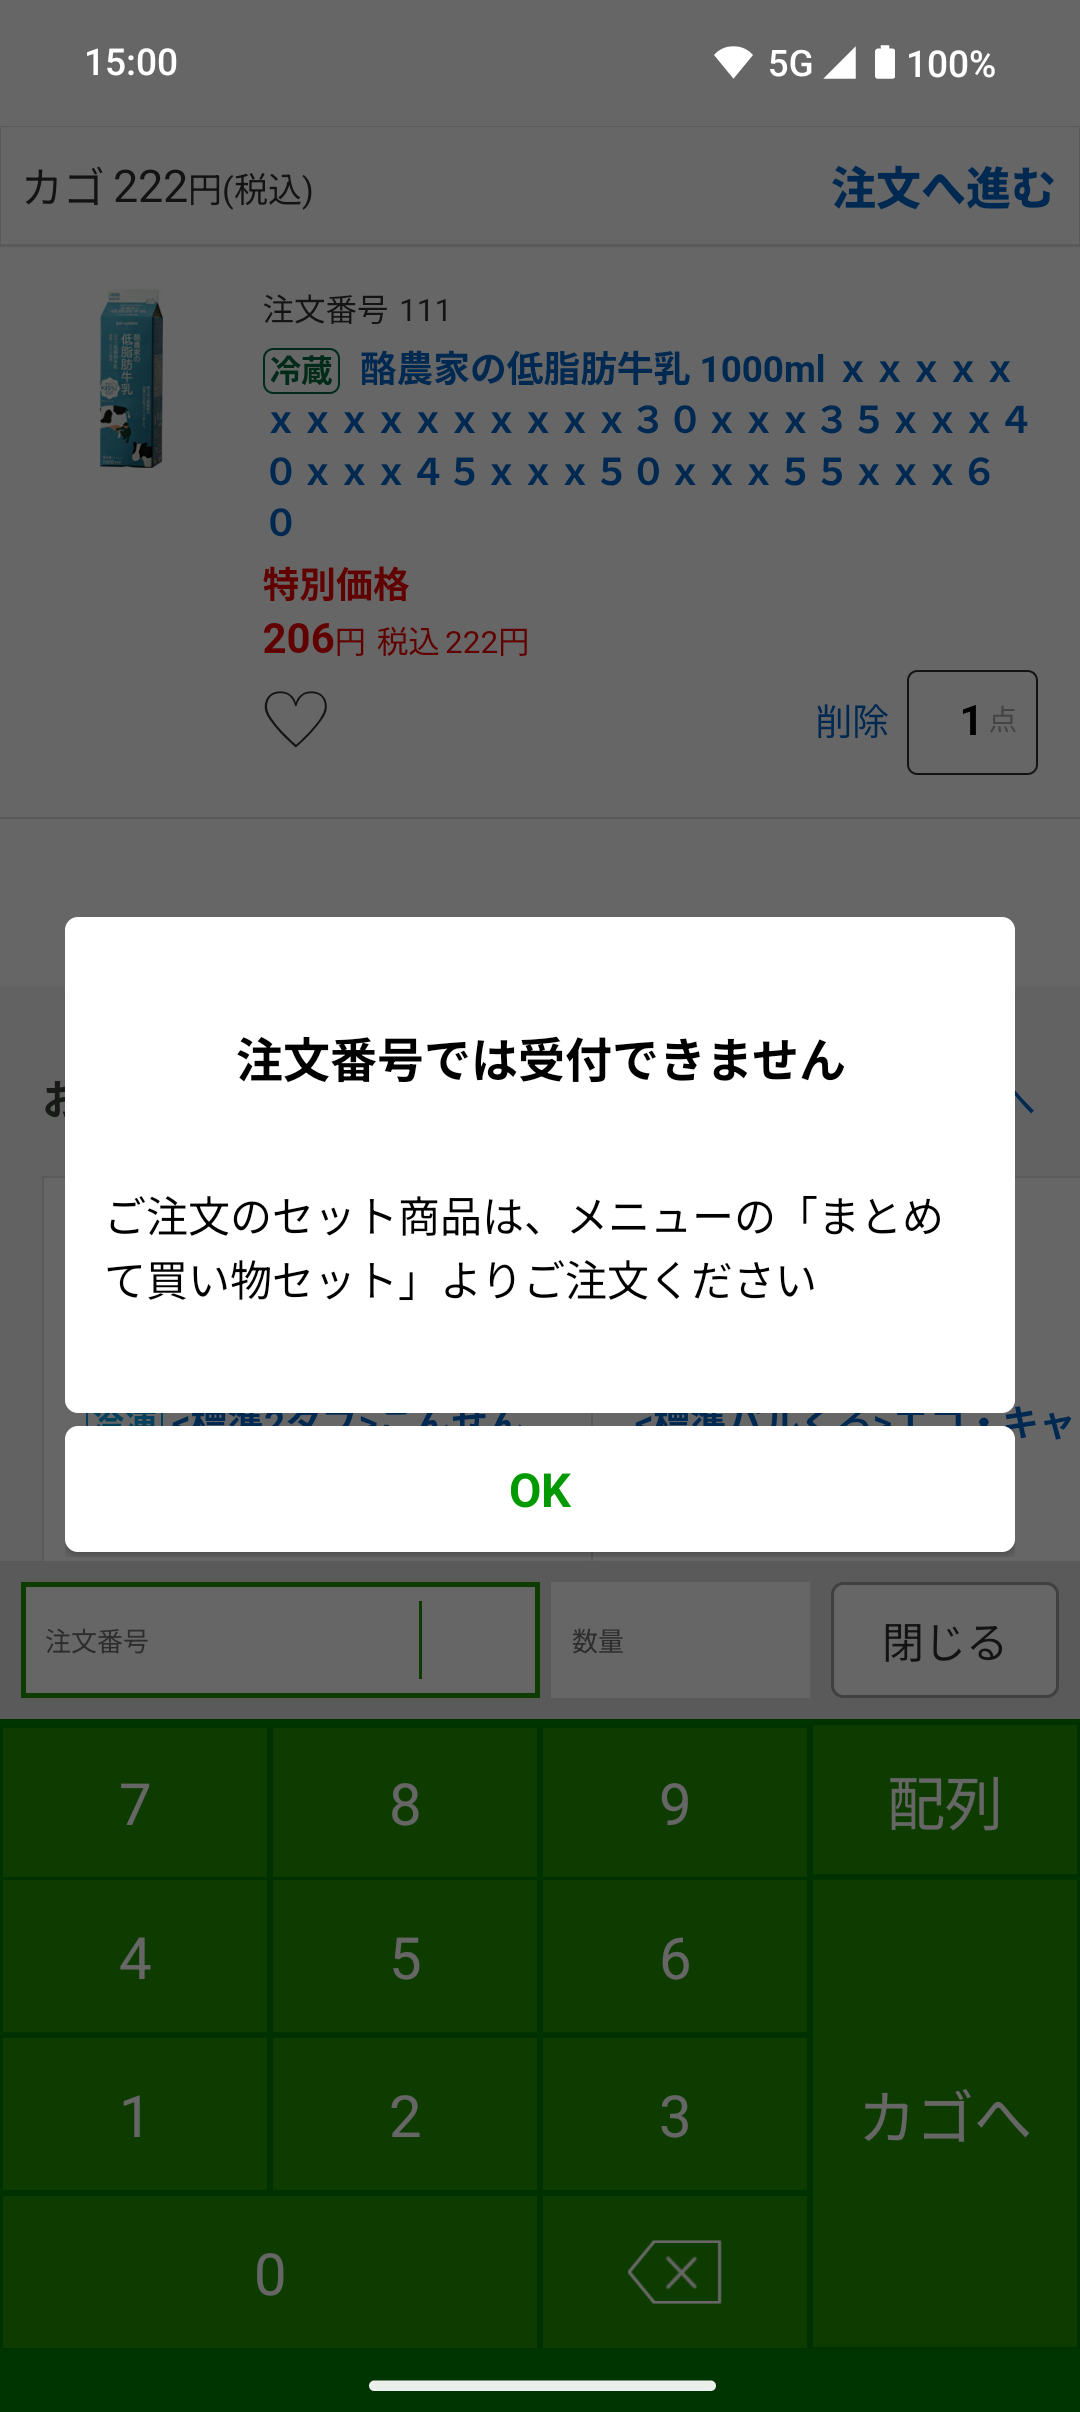 15:00 5G 100%
カゴ 222円(税込) 注文へ進む
注文番号 111
冷蔵 酪農家の低脂肪牛乳 1000ml ｘｘｘｘｘ
ｘｘｘｘｘｘｘｘｘｘ３０ｘｘｘ３５ｘｘｘ４
０ｘｘｘ４５ｘｘｘ５０ｘｘｘ５５ｘｘｘ６
０
特別価格
206円 税込 222円
削除 1 点
注文番号では受付できません
お
ご注文のセット商品は、メニューの「まとめ
て買い物セット」よりご注文ください
OK
注文番号 数量 閉じる
7 8 9 配列
4 5 6
1 2 3 カゴへ
0